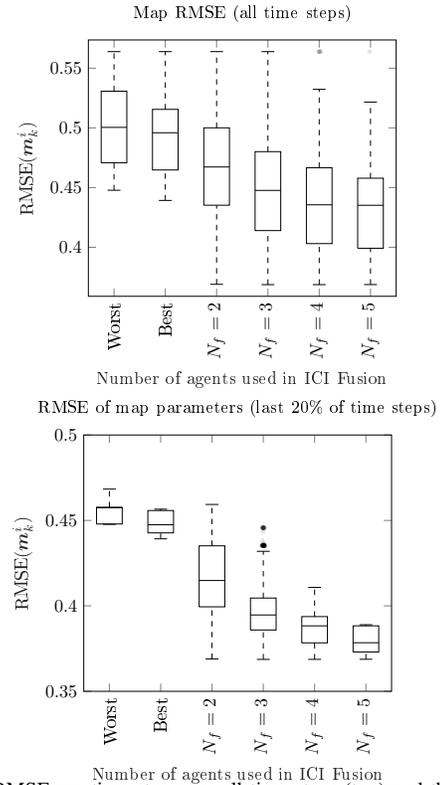 Map RMSE (all time steps)
0.55
0.5
0.45
0.4
RMSE(m_k^i)
Worst
Best
N_f = 2
N_f = 3
N_f = 4
N_f = 5
Number of agents used in ICI Fusion
RMSE of map parameters (last 20% of time steps)
0.5
0.45
0.4
0.35
RMSE(m_k^i)
Worst
Best
N_f = 2
N_f = 3
N_f = 4
N_f = 5
Number of agents used in ICI Fusion